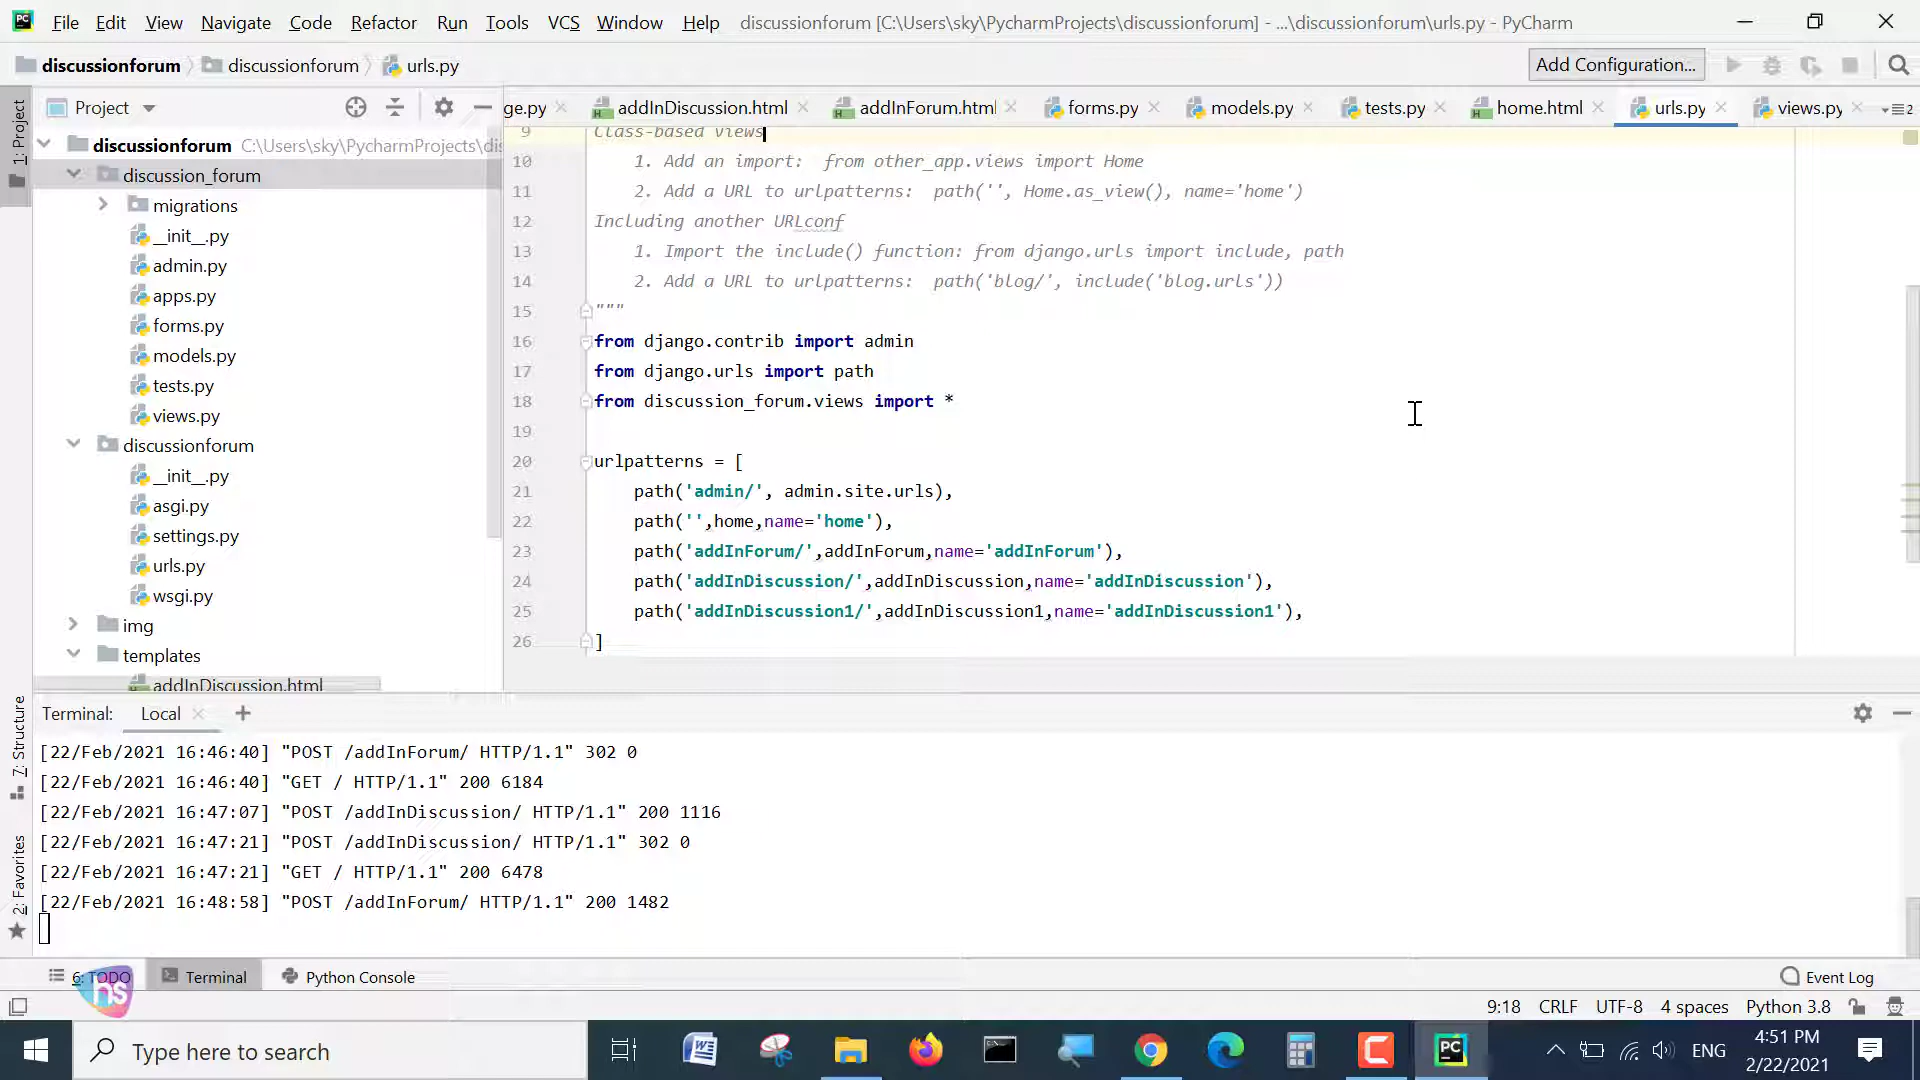 File Edit View Navigate Code Refactor Run Tools VCS Window Help discussionforum [C:\Users\sky\PycharmProjects\discussionforum] - ...\discussionforum\urls.py - PyCharm
discussionforum discussionforum urls.py Add Configuration...
1: Project
Project
ge.py addInDiscussion.html addInForum.html forms.py models.py tests.py home.html urls.py views.py 2
discussionforum C:\Users\sky\PycharmProjects\dis
discussion_forum
migrations
__init__.py
admin.py
apps.py
forms.py
models.py
tests.py
views.py
discussionforum
__init__.py
asgi.py
settings.py
urls.py
wsgi.py
img
templates
addInDiscussion.html
9 Class-based views
10 1. Add an import:  from other_app.views import Home
11 2. Add a URL to urlpatterns:  path('', Home.as_view(), name='home')
12 Including another URLconf
13 1. Import the include() function: from django.urls import include, path
14 2. Add a URL to urlpatterns:  path('blog/', include('blog.urls'))
15 """
16 from django.contrib import admin
17 from django.urls import path
18 from discussion_forum.views import *
19
20 urlpatterns = [
21 path('admin/', admin.site.urls),
22 path('',home,name='home'),
23 path('addInForum/',addInForum,name='addInForum'),
24 path('addInDiscussion/',addInDiscussion,name='addInDiscussion'),
25 path('addInDiscussion1/',addInDiscussion1,name='addInDiscussion1'),
26 ]
7: Structure
2: Favorites
Terminal: Local +
[22/Feb/2021 16:46:40] "POST /addInForum/ HTTP/1.1" 302 0
[22/Feb/2021 16:46:40] "GET / HTTP/1.1" 200 6184
[22/Feb/2021 16:47:07] "POST /addInDiscussion/ HTTP/1.1" 200 1116
[22/Feb/2021 16:47:21] "POST /addInDiscussion/ HTTP/1.1" 302 0
[22/Feb/2021 16:47:21] "GET / HTTP/1.1" 200 6478
[22/Feb/2021 16:48:58] "POST /addInForum/ HTTP/1.1" 200 1482
6: TODO Terminal Python Console Event Log
ns
9:18 CRLF UTF-8 4 spaces Python 3.8
Type here to search
ENG
4:51 PM
2/22/2021